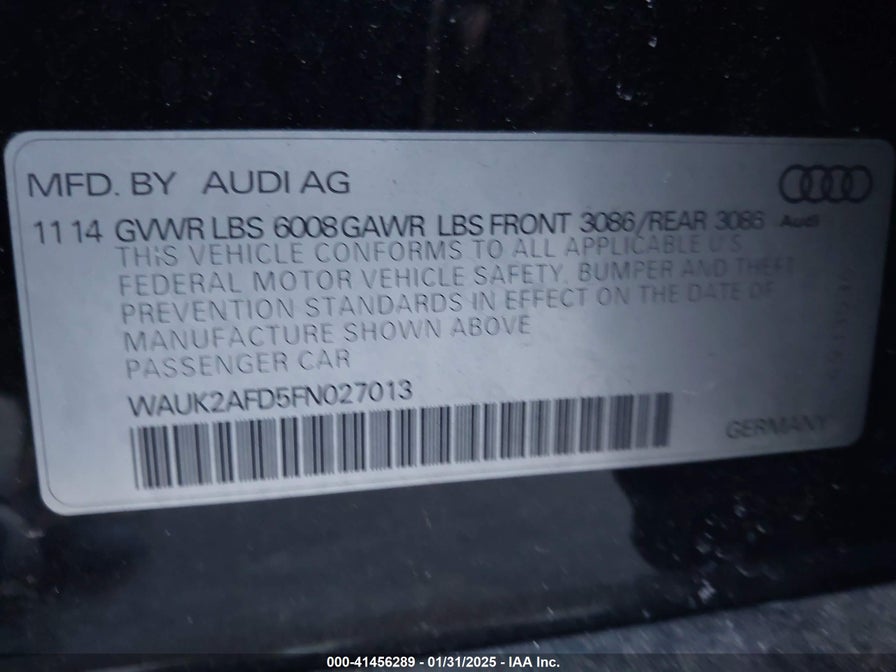 MFD. BY AUDI AG
11 14 GVWR LBS 6008 GAWR LBS FRONT 3086/REAR 3086
Audi
THIS VEHICLE CONFORMS TO ALL APPLICABLE U.S.
FEDERAL MOTOR VEHICLE SAFETY, BUMPER AND THEFT
PREVENTION STANDARDS IN EFFECT ON THE DATE OF
MANUFACTURE SHOWN ABOVE
PASSENGER CAR
WAUK2AFD5FN027013
GERMANY
000-41456289 - 01/31/2025 - IAA Inc.